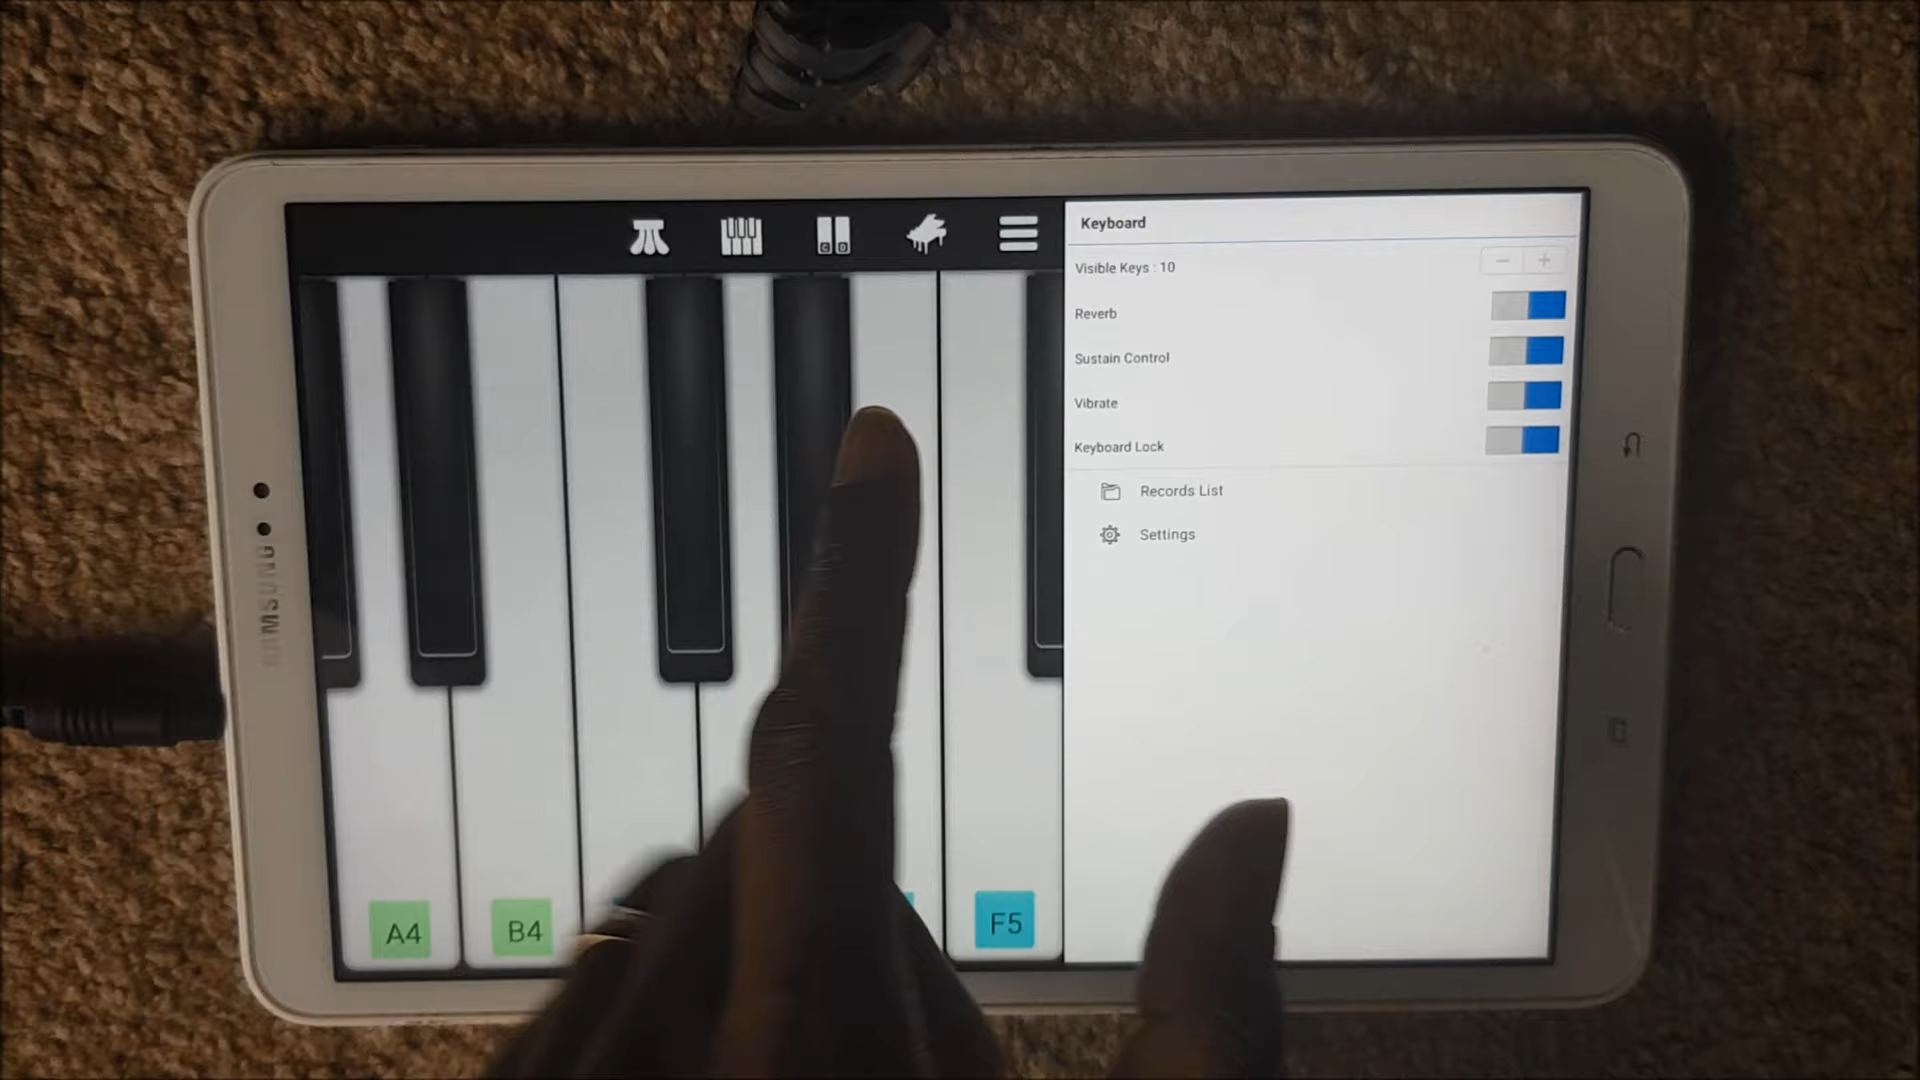 Keyboard
Visible Keys : 10
Reverb
Sustain Control
Vibrate
Keyboard Lock
Records List
Settings
SAMSUNG
C D
A4
B4
F5